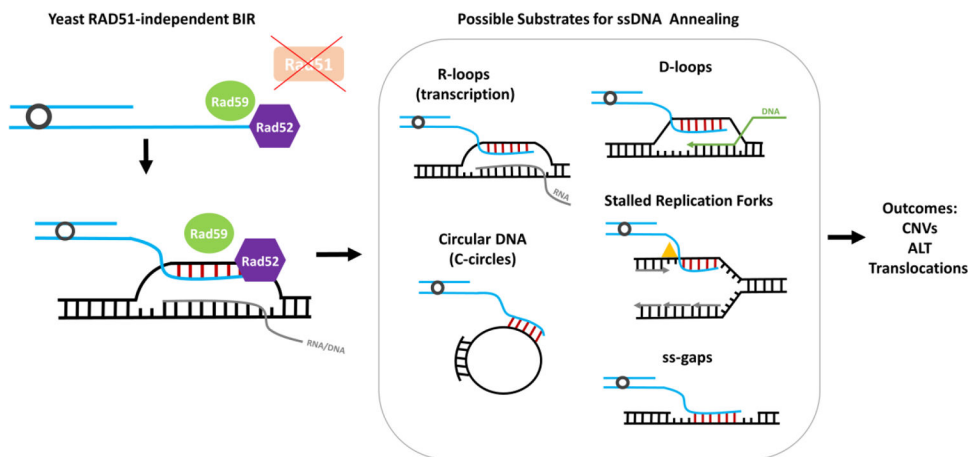 Yeast RAD51-independent BIR
Rad51
Rad59
Rad52
Rad59
Rad52
RNA/DNA
Possible Substrates for ssDNA Annealing
R-loops
(transcription)
RNA
D-loops
DNA
Circular DNA
(C-circles)
Stalled Replication Forks
ss-gaps
Outcomes:
CNVs
ALT
Translocations